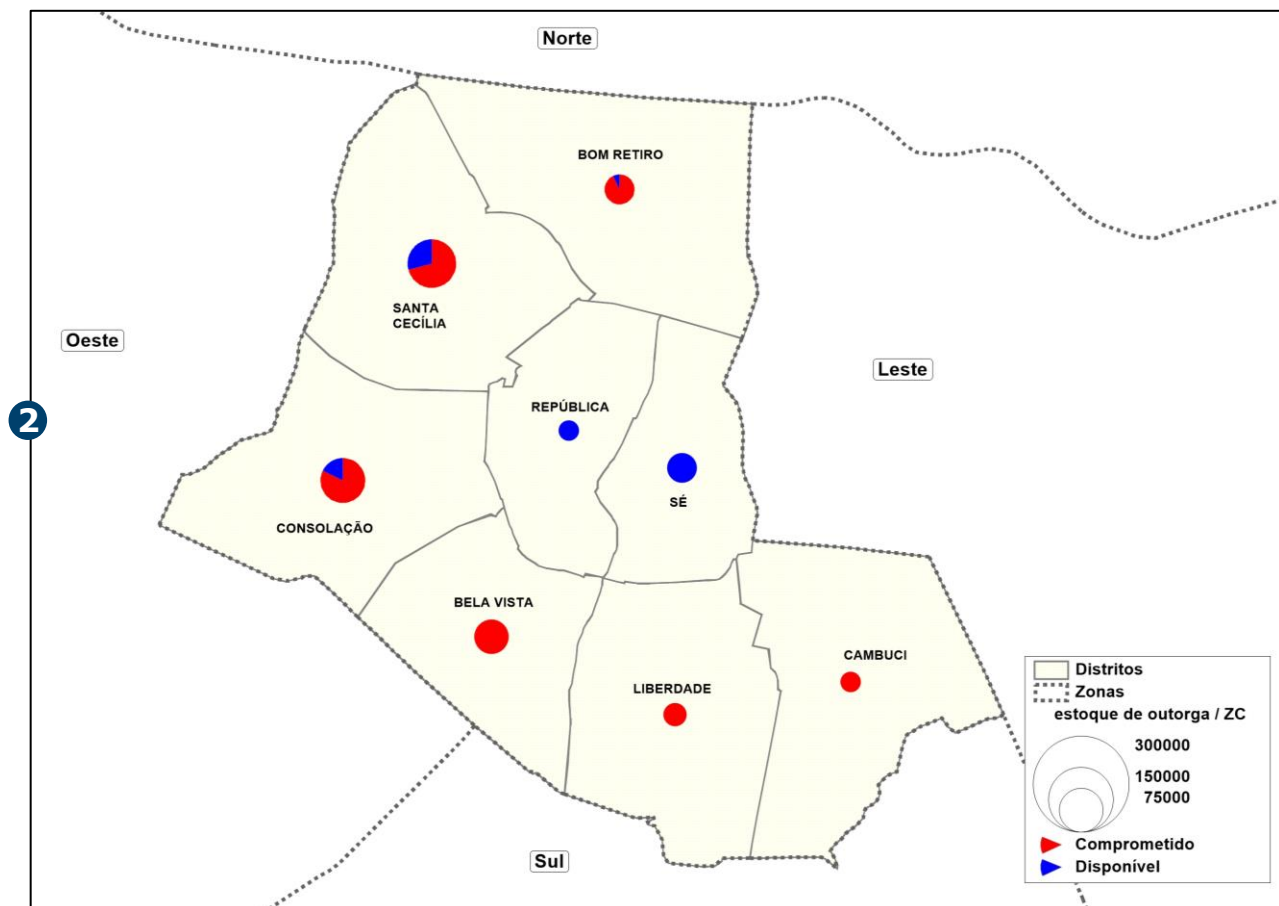 Norte
BOM RETIRO
SANTA
CECÍLIA
Oeste
Leste
2
REPÚBLICA
SÉ
CONSOLAÇÃO
BELA VISTA
LIBERDADE
CAMBUCI
Sul
Distritos
Zonas
estoque de outorga / ZC
300000
150000
75000
Comprometido
Disponível